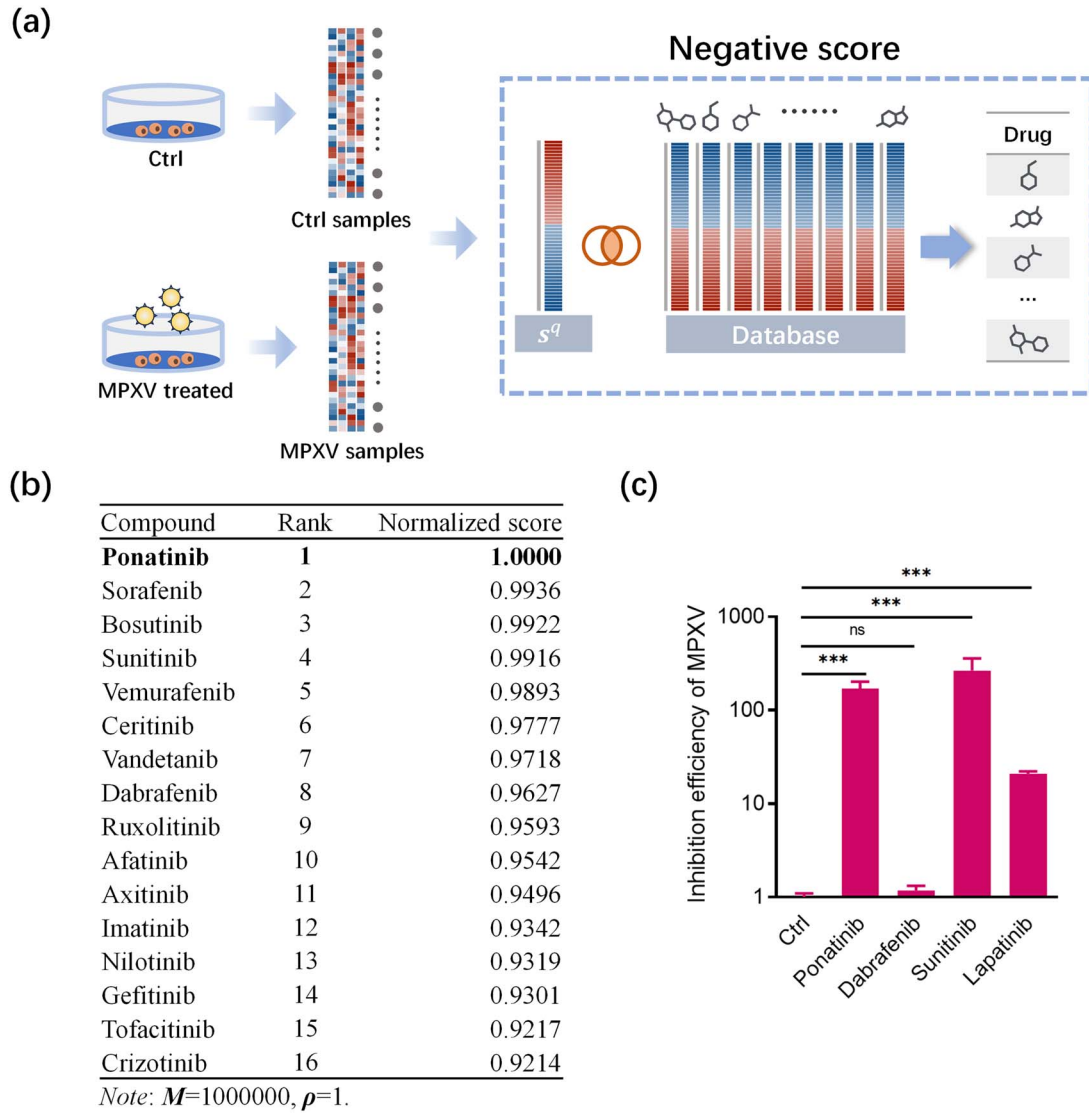 (a)
Negative score
Ctrl
Ctrl samples
MPXV treated
MPXV samples
s^q
Database
Drug
...
(b)
Compound Rank Normalized score
Ponatinib 1 1.0000
Sorafenib 2 0.9936
Bosutinib 3 0.9922
Sunitinib 4 0.9916
Vemurafenib 5 0.9893
Ceritinib 6 0.9777
Vandetanib 7 0.9718
Dabrafenib 8 0.9627
Ruxolitinib 9 0.9593
Afatinib 10 0.9542
Axitinib 11 0.9496
Imatinib 12 0.9342
Nilotinib 13 0.9319
Gefitinib 14 0.9301
Tofacitinib 15 0.9217
Crizotinib 16 0.9214
Note: M=1000000, ρ=1.
(c)
***
***
ns
***
1000
100
10
1
Inhibition efficiency of MPXV
Ctrl
Ponatinib
Dabrafenib
Sunitinib
Lapatinib